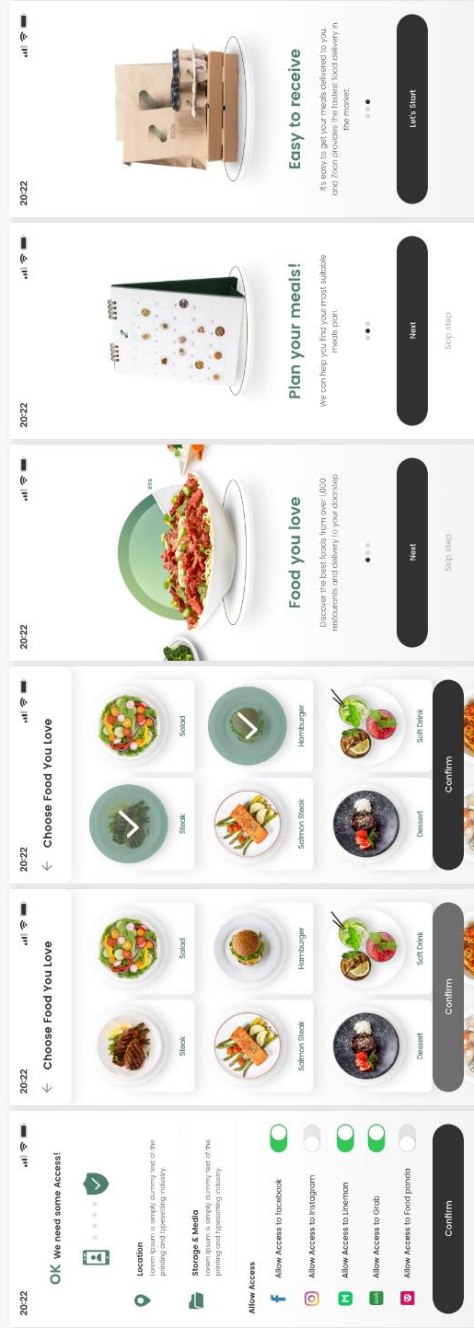 20:22
OK We need some Access!
Location
Lorem Ipsum is simply dummy text of the
printing and typesetting industry.
Storage & Media
Lorem Ipsum is simply dummy text of the
printing and typesetting industry.
Allow Access
Allow Access to facebook
Allow Access to Instagram
Allow Access to Lineman
Allow Access to Grab
Allow Access to Food panda
Confirm
20:22
Choose Food You Love
Steak
Salad
Salmon Steak
Hamburger
Dessert
Soft Drink
Confirm
20:22
Choose Food You Love
Steak
Salad
Salmon Steak
Hamburger
Dessert
Soft Drink
Confirm
20:22
Food you love
Discover the best foods from over 1,000
restaurants and delivery to your doorstep
Next
Skip step
20:22
Plan your meals!
We can help you find your most suitable
meals plan
Next
Skip step
20:22
ZOON
Easy to receive
It's easy to get your meals delivered to you.
and Zoon provides the fastest food delivery in
the market.
Let's Start